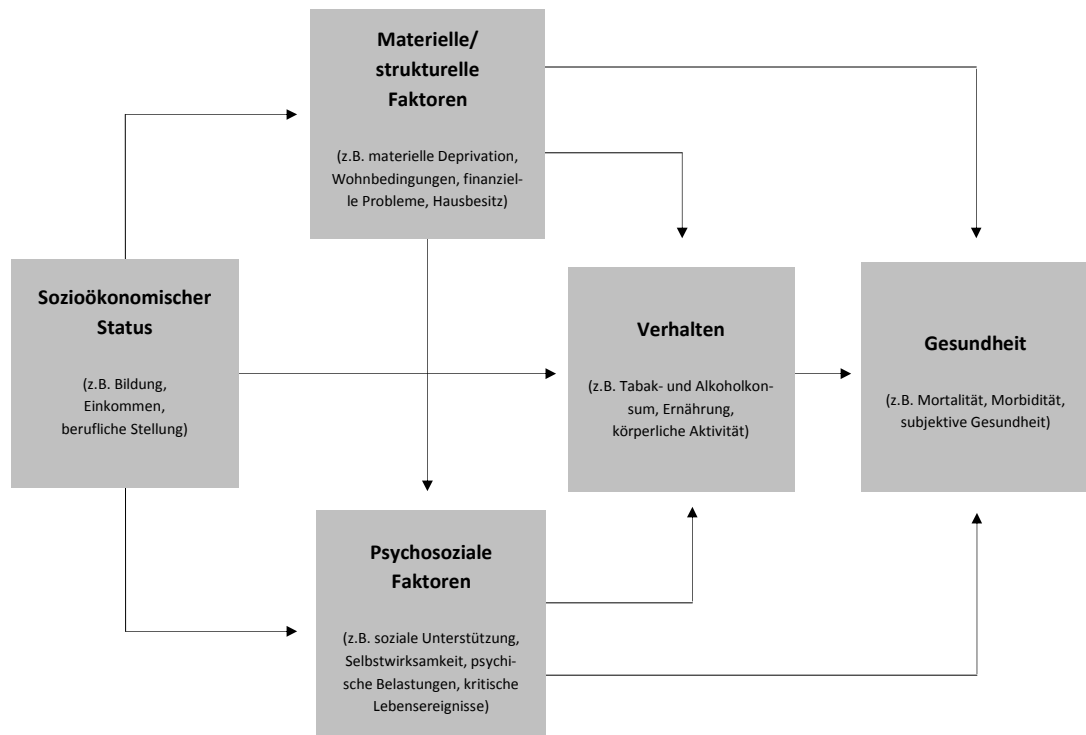 Materielle/
strukturelle
Faktoren
(z.B. materielle Deprivation,
Wohnbedingungen, finanziel-
le Probleme, Hausbesitz)
Sozioökonomischer
Status
(z.B. Bildung,
Einkommen,
berufliche Stellung)
Verhalten
(z.B. Tabak- und Alkoholkon-
sum, Ernährung,
körperliche Aktivität)
Gesundheit
(z.B. Mortalität, Morbidität,
subjektive Gesundheit)
Psychosoziale
Faktoren
(z.B. soziale Unterstützung,
Selbstwirksamkeit, psychi-
sche Belastungen, kritische
Lebensereignisse)